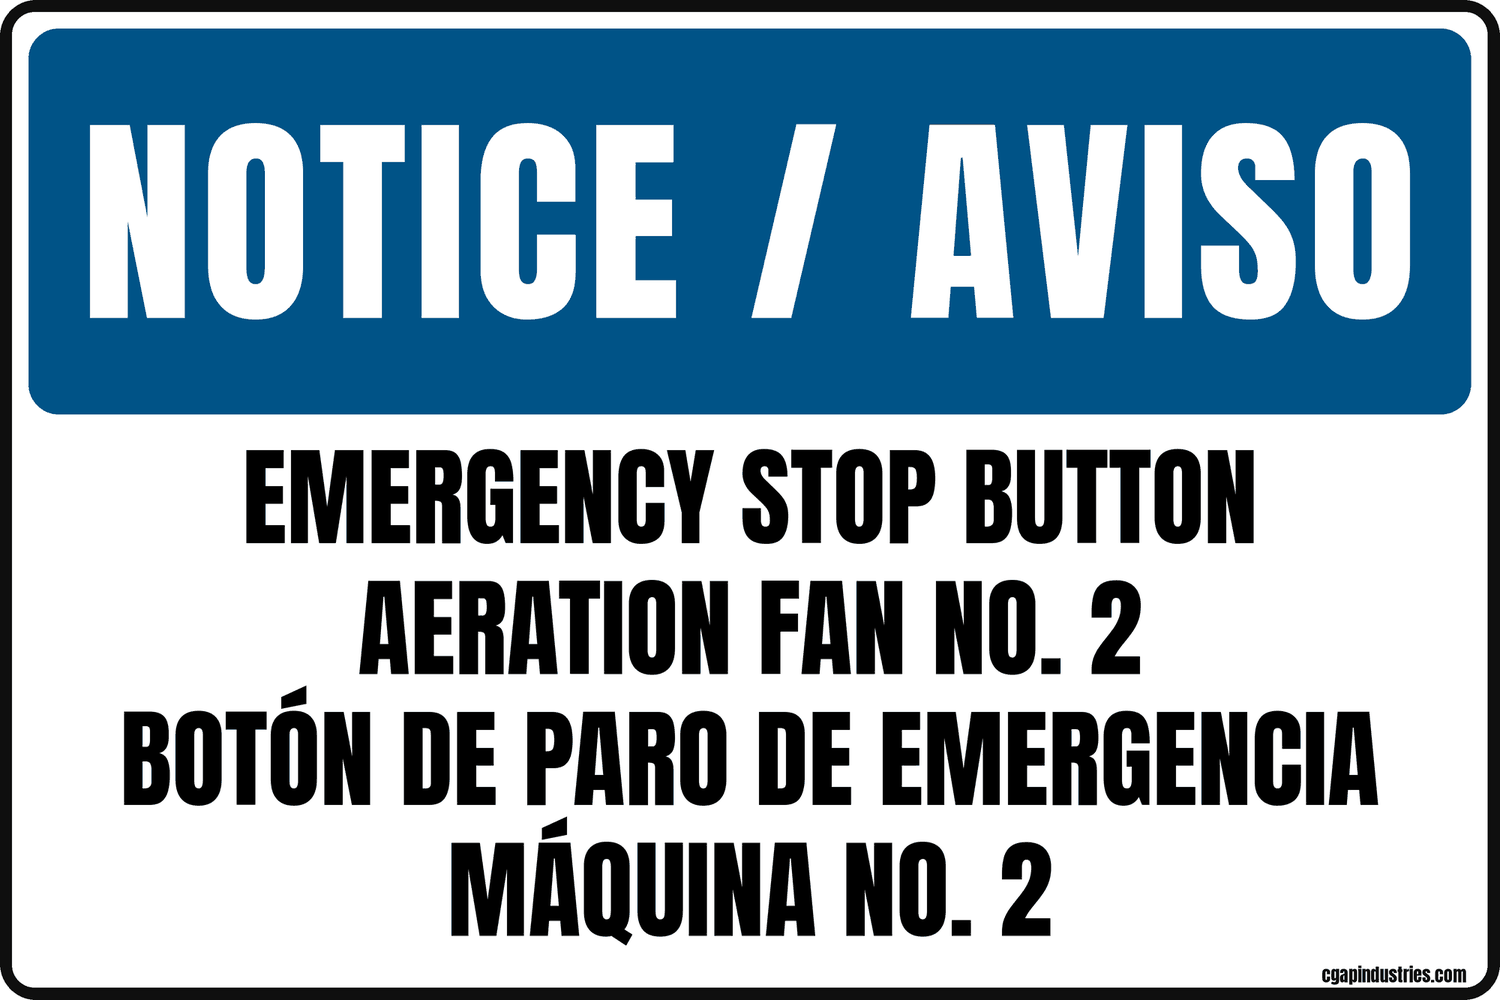 NOTICE / AVISO
EMERGENCY STOP BUTTON
AERATION FAN NO. 2
BOTÓN DE PARO DE EMERGENCIA
MÁQUINA NO. 2
cgapindustries.com